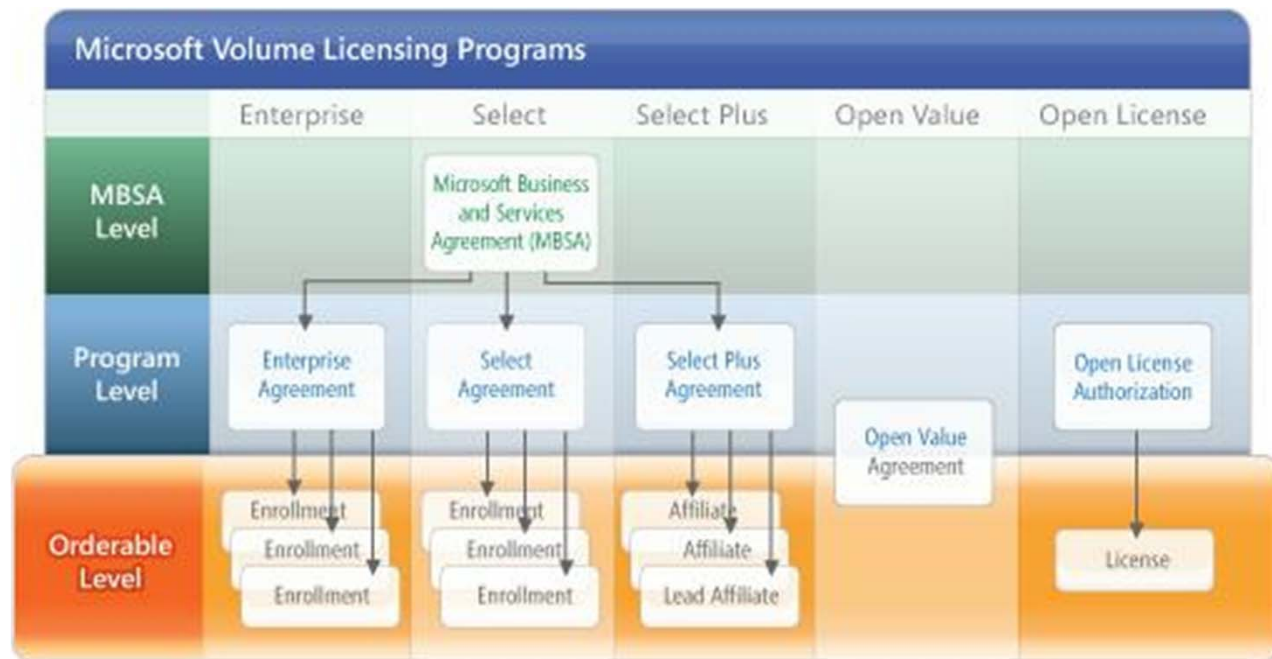 Microsoft Volume Licensing Programs
Enterprise Select Select Plus Open Value Open License
MBSA
Level
Microsoft Business
and Services
Agreement (MBSA)
Program
Level
Enterprise
Agreement
Select
Agreement
Select Plus
Agreement
Open Value
Agreement
Open License
Authorization
Orderable
Level
Enrollment
Enrollment
Enrollment
Enrollment
Enrollment
Enrollment
Affiliate
Affiliate
Lead Affiliate
License